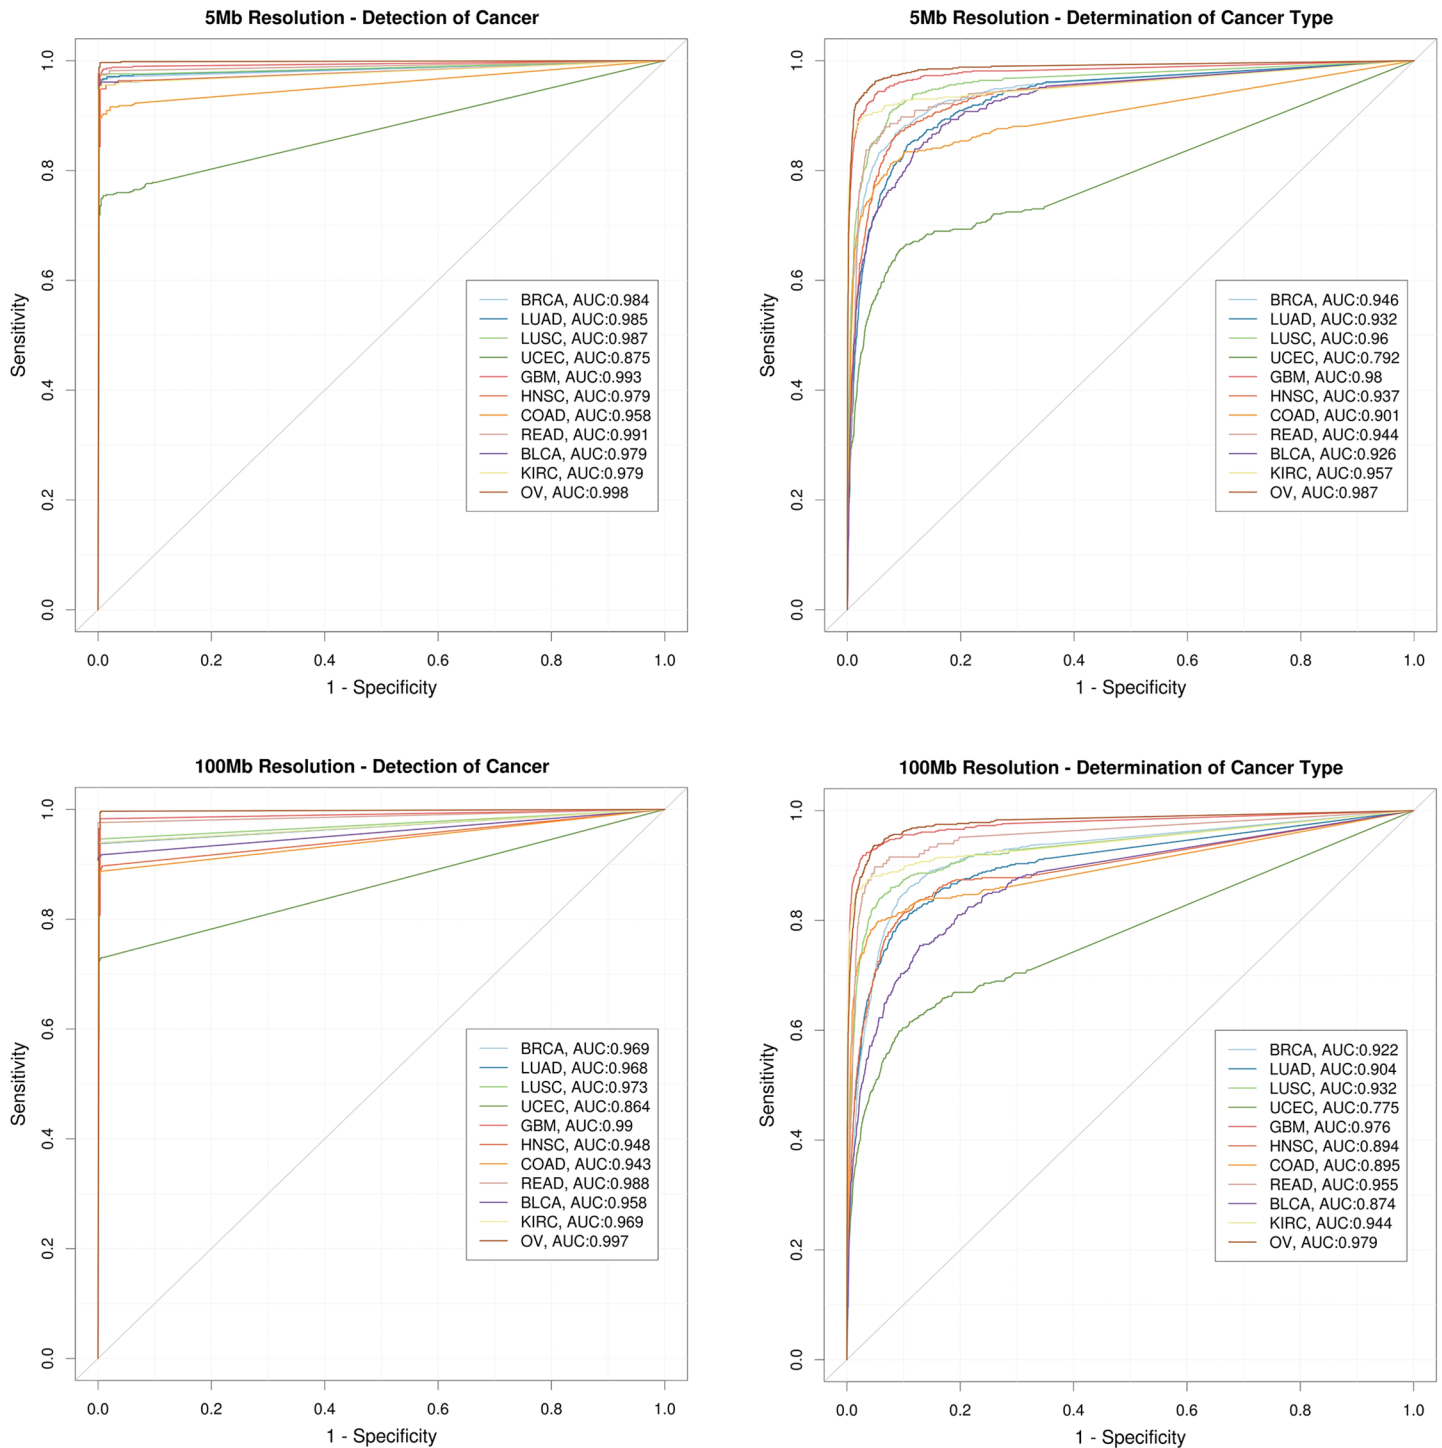 5Mb Resolution - Detection of Cancer
Sensitivity
1.0
0.8
0.6
0.4
0.2
0.0
BRCA, AUC:0.984
LUAD, AUC:0.985
LUSC, AUC:0.987
UCEC, AUC:0.875
GBM, AUC:0.993
HNSC, AUC:0.979
COAD, AUC:0.958
READ, AUC:0.991
BLCA, AUC:0.979
KIRC, AUC:0.979
OV, AUC:0.998
0.0 0.2 0.4 0.6 0.8 1.0
1 - Specificity
5Mb Resolution - Determination of Cancer Type
Sensitivity
1.0
0.8
0.6
0.4
0.2
0.0
BRCA, AUC:0.946
LUAD, AUC:0.932
LUSC, AUC:0.96
UCEC, AUC:0.792
GBM, AUC:0.98
HNSC, AUC:0.937
COAD, AUC:0.901
READ, AUC:0.944
BLCA, AUC:0.926
KIRC, AUC:0.957
OV, AUC:0.987
0.0 0.2 0.4 0.6 0.8 1.0
1 - Specificity
100Mb Resolution - Detection of Cancer
Sensitivity
1.0
0.8
0.6
0.4
0.2
0.0
BRCA, AUC:0.969
LUAD, AUC:0.968
LUSC, AUC:0.973
UCEC, AUC:0.864
GBM, AUC:0.99
HNSC, AUC:0.948
COAD, AUC:0.943
READ, AUC:0.988
BLCA, AUC:0.958
KIRC, AUC:0.969
OV, AUC:0.997
0.0 0.2 0.4 0.6 0.8 1.0
1 - Specificity
100Mb Resolution - Determination of Cancer Type
Sensitivity
1.0
0.8
0.6
0.4
0.2
0.0
BRCA, AUC:0.922
LUAD, AUC:0.904
LUSC, AUC:0.932
UCEC, AUC:0.775
GBM, AUC:0.976
HNSC, AUC:0.894
COAD, AUC:0.895
READ, AUC:0.955
BLCA, AUC:0.874
KIRC, AUC:0.944
OV, AUC:0.979
0.0 0.2 0.4 0.6 0.8 1.0
1 - Specificity